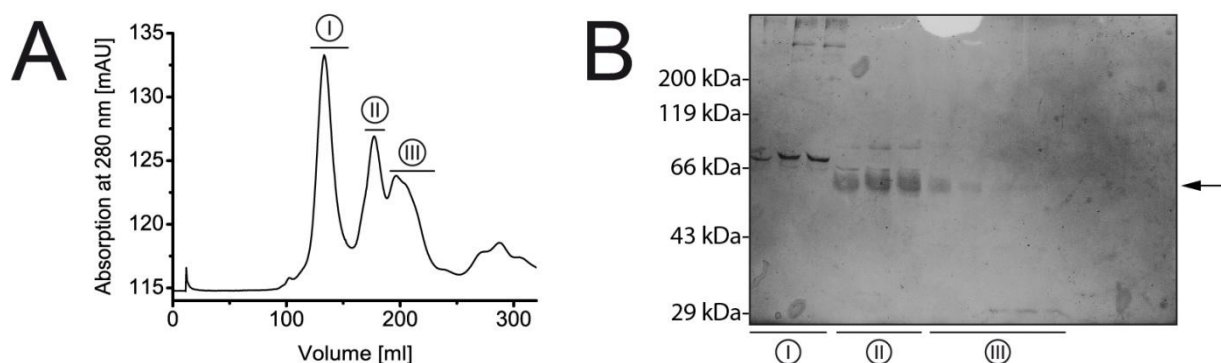 A
Absorption at 280 nm [mAU]
135
130
125
120
115
I
II
III
0
100
200
300
Volume [ml]
B
200 kDa
119 kDa
66 kDa
43 kDa
29 kDa
I
II
III